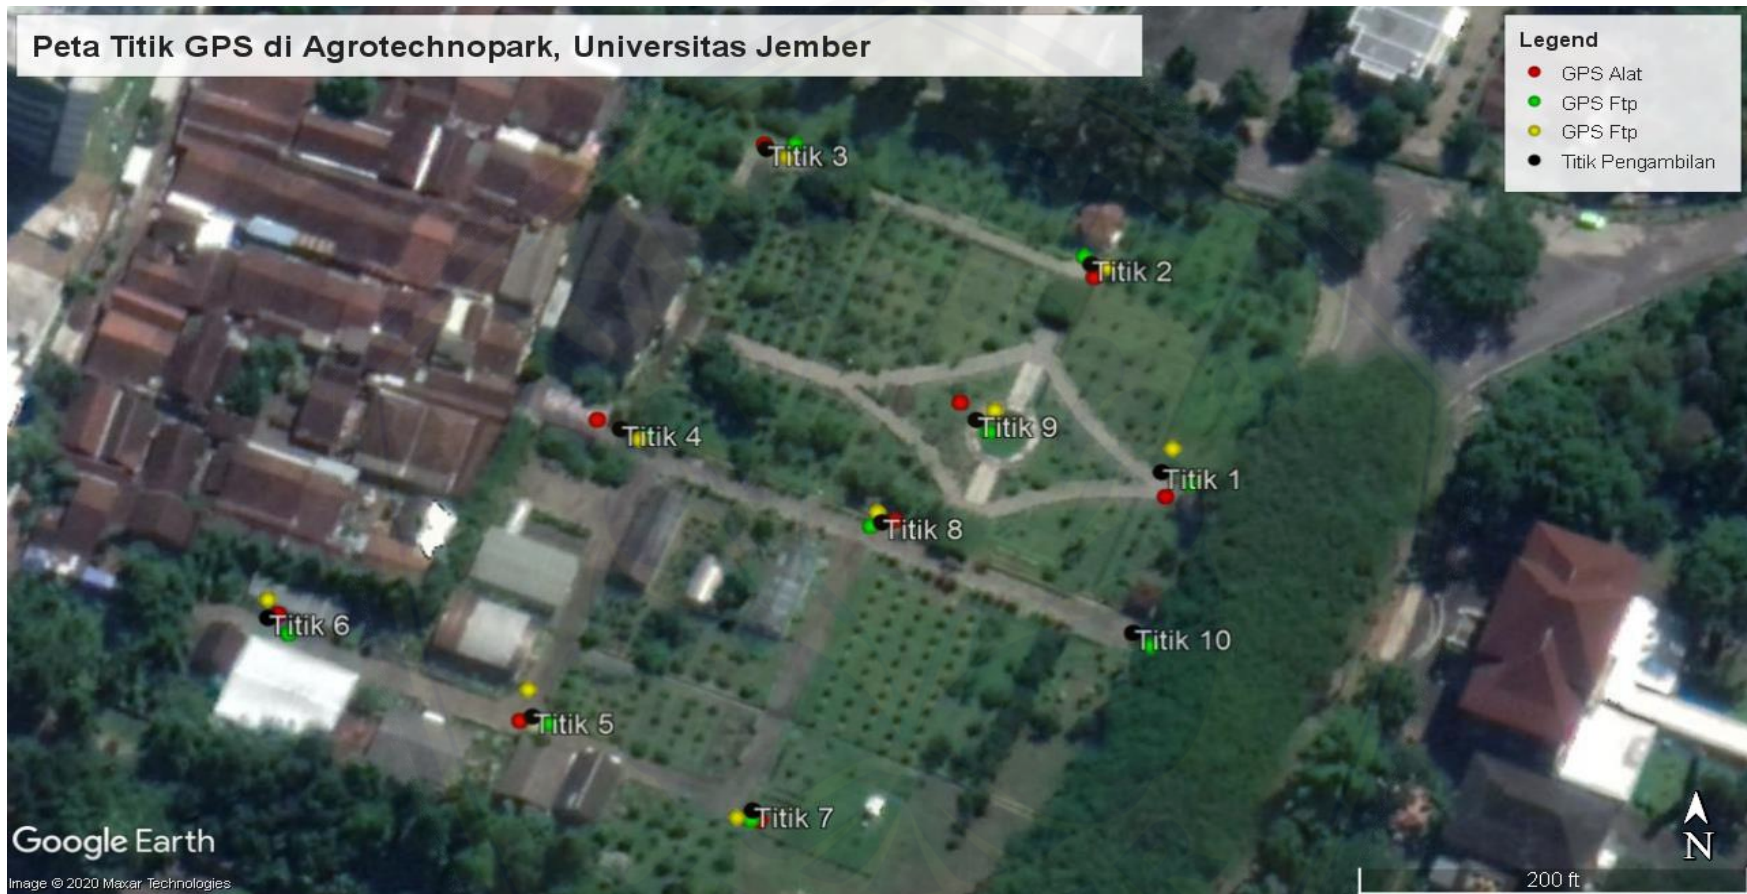 Peta Titik GPS di Agrotechnopark, Universitas Jember
Legend
GPS Alat
GPS Ftp
GPS Ftp
Titik Pengambilan
Titik 3
Titik 2
Titik 9
Titik 4
Titik 1
Titik 8
Titik 6
Titik 10
Titik 5
Titik 7
Google Earth
N
Image © 2020 Maxar Technologies
200 ft